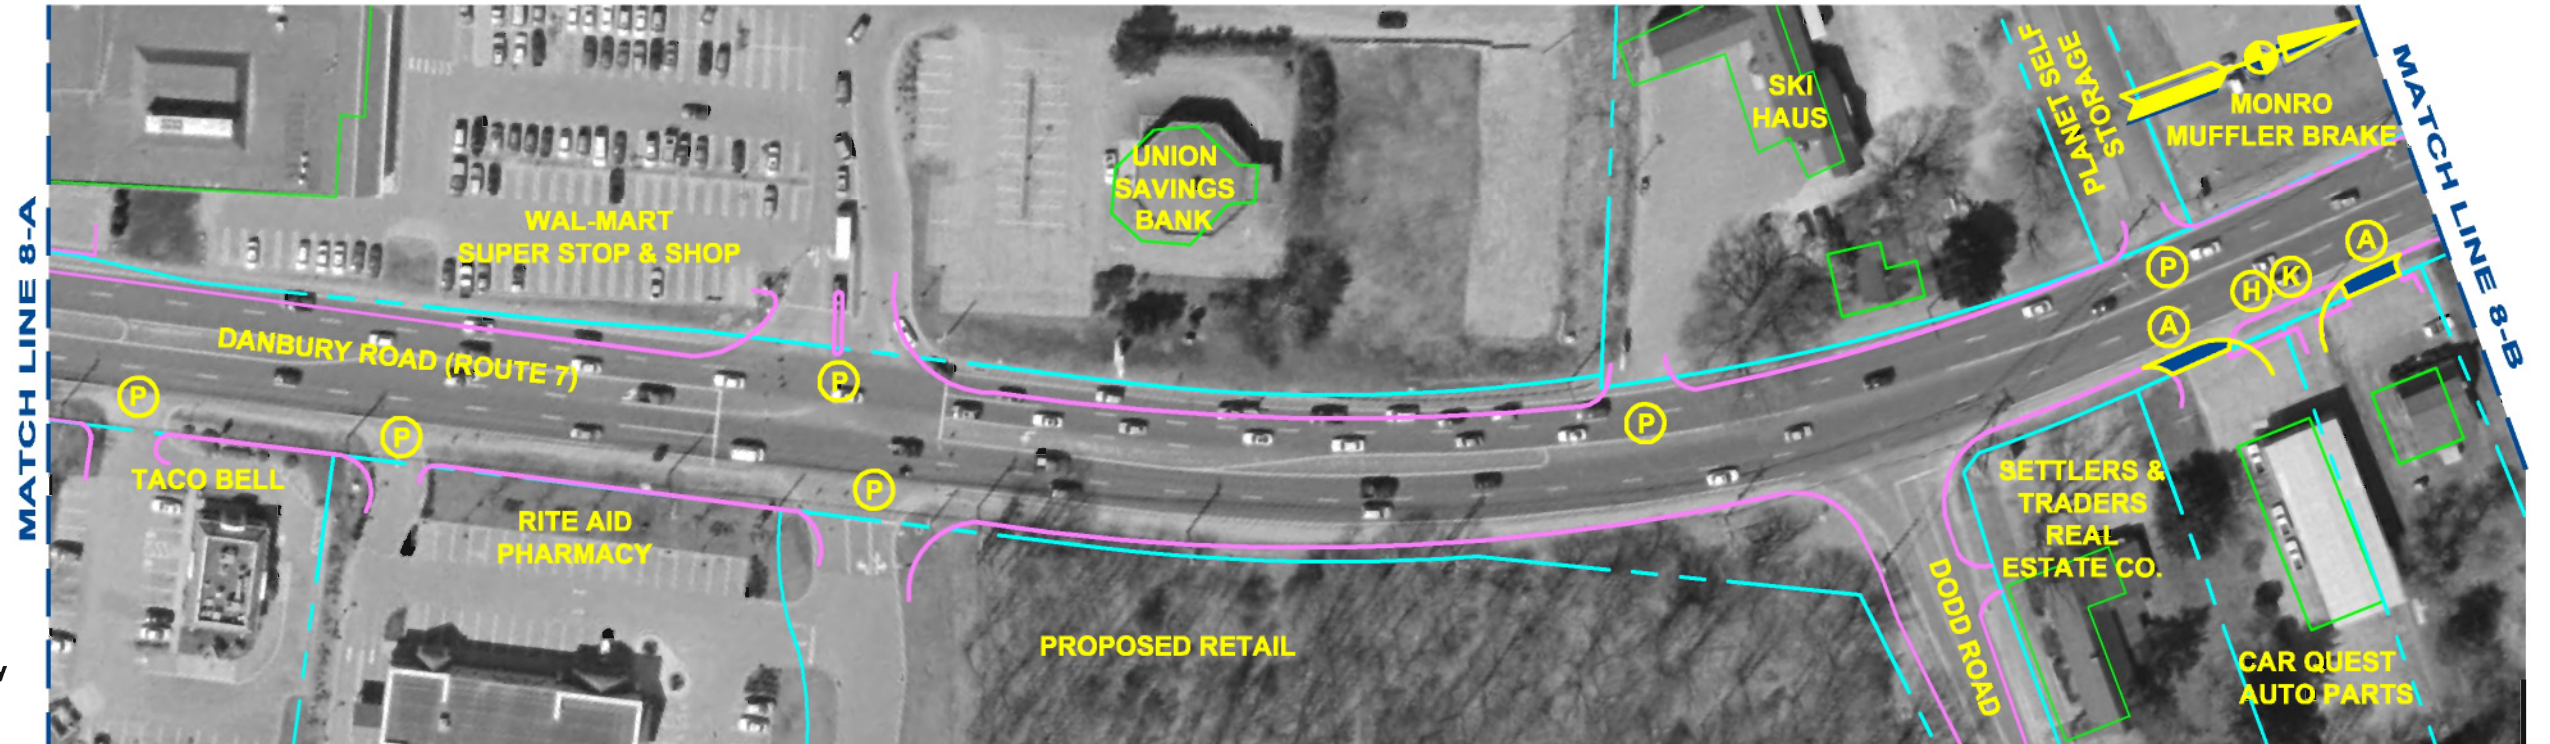 MATCH LINE 8-A
WAL-MART
SUPER STOP & SHOP
DANBURY ROAD (ROUTE 7)
UNION
SAVINGS
BANK
SKI
HAUS
PLANET SELF
STORAGE
MONRO
MUFFLER BRAKE
MATCH LINE 8-B
P
P
P
P
P
P
A
H
K
A
TACO BELL
RITE AID
PHARMACY
PROPOSED RETAIL
DODD ROAD
SETTLERS &
TRADERS
REAL
ESTATE CO.
CAR QUEST
AUTO PARTS